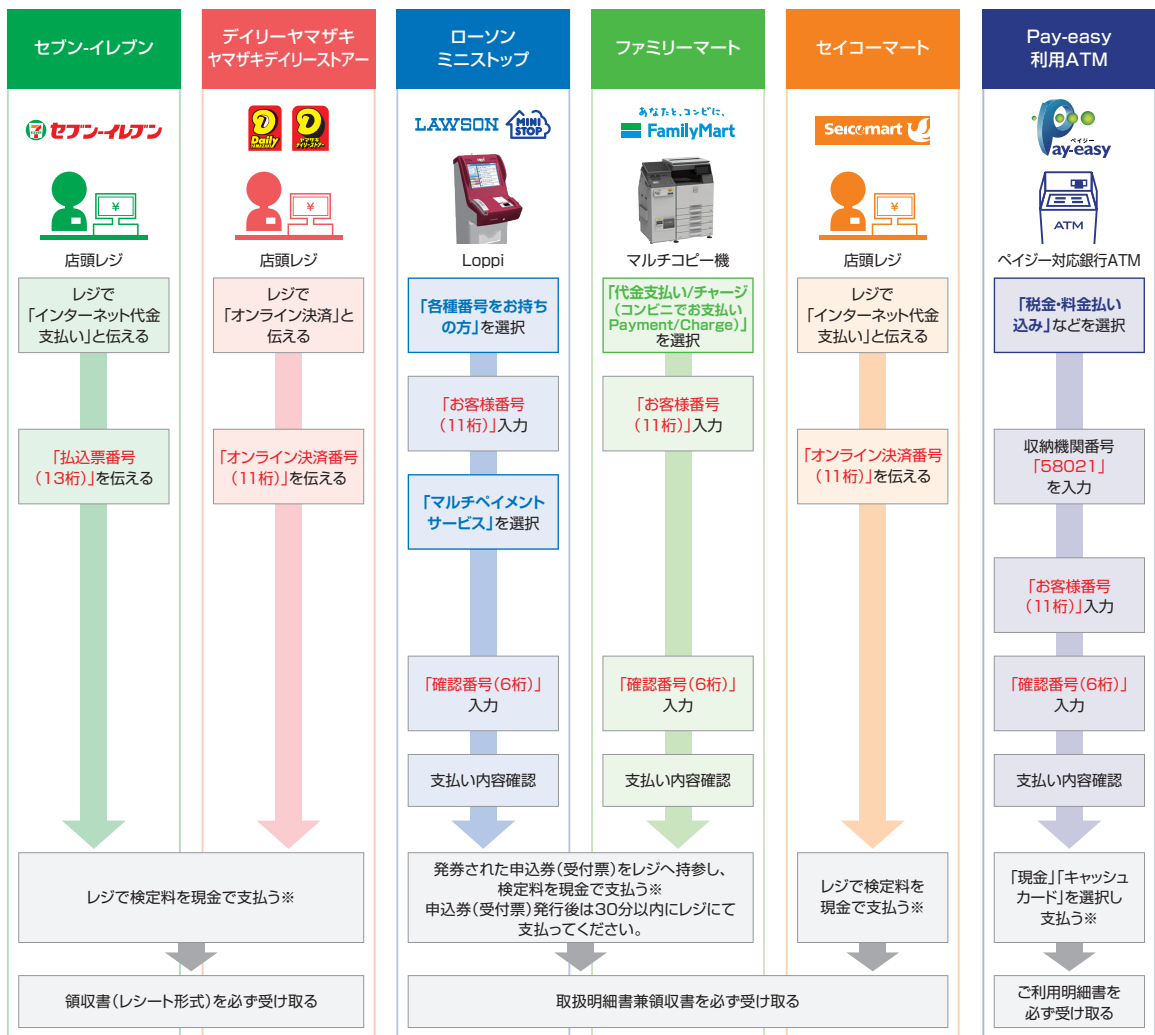 セブン-イレブン
セブン-イレブン
¥
店頭レジ
レジで
「インターネット代金
支払い」と伝える
「払込票番号
(13桁)」を伝える
デイリーヤマザキ
ヤマザキデイリーストアー
Daily
YAMAZAKI
ヤマザキ
デイリーストアー
¥
店頭レジ
レジで
「オンライン決済」と
伝える
「オンライン決済番号
(11桁)」を伝える
レジで検定料を現金で支払う※
領収書(レシート形式)を必ず受け取る
ローソン
ミニストップ
LAWSON
MINI
STOP
Loppi
「各種番号をお持ち
の方」を選択
「お客様番号
(11桁)」入力
「マルチペイメント
サービス」を選択
「確認番号(6桁)」
入力
支払い内容確認
ファミリーマート
あなたと、コンビに、
FamilyMart
マルチコピー機
「代金支払い/チャージ
(コンビニでお支払い
Payment/Charge)」
を選択
「お客様番号
(11桁)」入力
「確認番号(6桁)」
入力
支払い内容確認
発券された申込券(受付票)をレジへ持参し、
検定料を現金で支払う※
申込券(受付票)発行後は30分以内にレジにて
支払ってください。
セイコーマート
Seicomart
¥
店頭レジ
レジで
「インターネット代金
支払い」と伝える
「オンライン決済番号
(11桁)」を伝える
レジで検定料を
現金で支払う※
取扱明細書兼領収書を必ず受け取る
Pay-easy
利用ATM
ペイジー
Pay-easy
ATM
ペイジー対応銀行ATM
「税金・料金払い
込み」などを選択
収納機関番号
「58021」
を入力
「お客様番号
(11桁)」入力
「確認番号(6桁)」
入力
支払い内容確認
「現金」「キャッシュ
カード」を選択し
支払う※
ご利用明細書を
必ず受け取る